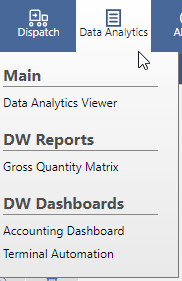 Dispatch
Data Analytics
Main
Data Analytics Viewer
DW Reports
Gross Quantity Matrix
DW Dashboards
Accounting Dashboard
Terminal Automation